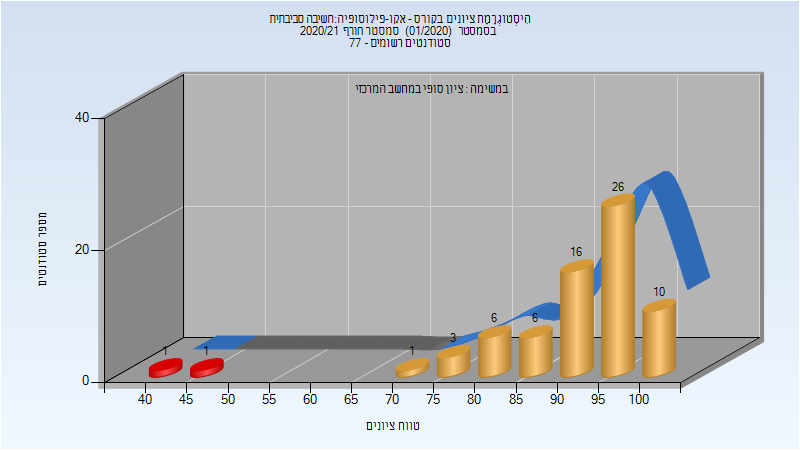 היסטוגרמת ציונים בקורס - אקו-פילוסופיה:חשיבה סביבתית
בסמסטר (01/2020) סמסטר חורף 2020/21
סטודנטים רשומים - 77
במשימה : ציון סופי במחשב המרכזי
מספר סטודנטים
40
20
0
1
1
1
3
6
6
16
26
10
40 45 50 55 60 65 70 75 80 85 90 95 100
טווח ציונים